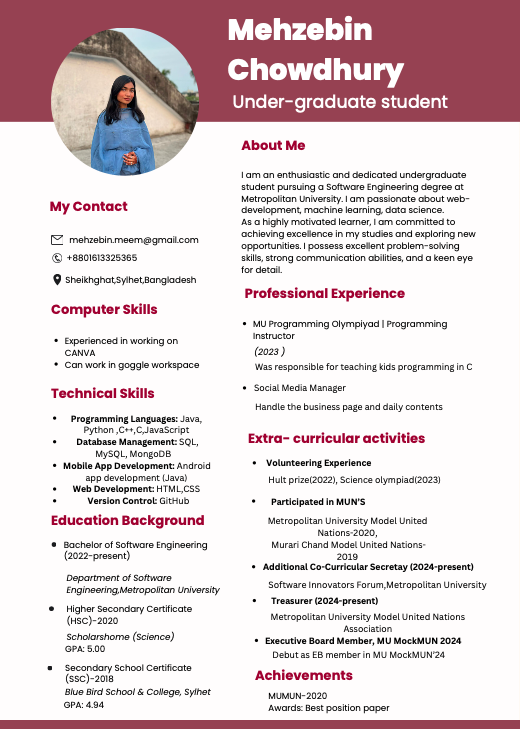 Mehzebin
Chowdhury
Under-graduate student
My Contact
mehzebin.meem@gmail.com
+8801613325365
Sheikhghat,Sylhet,Bangladesh
Computer Skills
• Experienced in working on
CANVA
• Can work in goggle workspace
Technical Skills
• Programming Languages: Java,
Python ,C++,C,JavaScript
• Database Management: SQL,
MySQL, MongoDB
• Mobile App Development: Android
app development (Java)
• Web Development: HTML,CSS
• Version Control: GitHub
Education Background
• Bachelor of Software Engineering
(2022-present)
Department of Software
Engineering,Metropolitan University
• Higher Secondary Certificate
(HSC)-2020
Scholarshome (Science)
GPA: 5.00
• Secondary School Certificate
(SSC)-2018
Blue Bird School & College, Sylhet
GPA: 4.94
About Me
I am an enthusiastic and dedicated undergraduate
student pursuing a Software Engineering degree at
Metropolitan University. I am passionate about web-
development, machine learning, data science.
As a highly motivated learner, I am committed to
achieving excellence in my studies and exploring new
opportunities. I possess excellent problem-solving
skills, strong communication abilities, and a keen eye
for detail.
Professional Experience
• MU Programming Olympiyad | Programming
Instructor
(2023 )
Was responsible for teaching kids programming in C
• Social Media Manager
Handle the business page and daily contents
Extra- curricular activities
• Volunteering Experience
Hult prize(2022), Science olympiad(2023)
• Participated in MUN'S
Metropolitan University Model United
Nations-2020,
Murari Chand Model United Nations-
2019
• Additional Co-Curricular Secretay (2024-present)
Software Innovators Forum,Metropolitan University
• Treasurer (2024-present)
Metropolitan University Model United Nations
Association
• Executive Board Member, MU MockMUN 2024
Debut as EB member in MU MockMUN'24
Achievements
MUMUN-2020
Awards: Best position paper